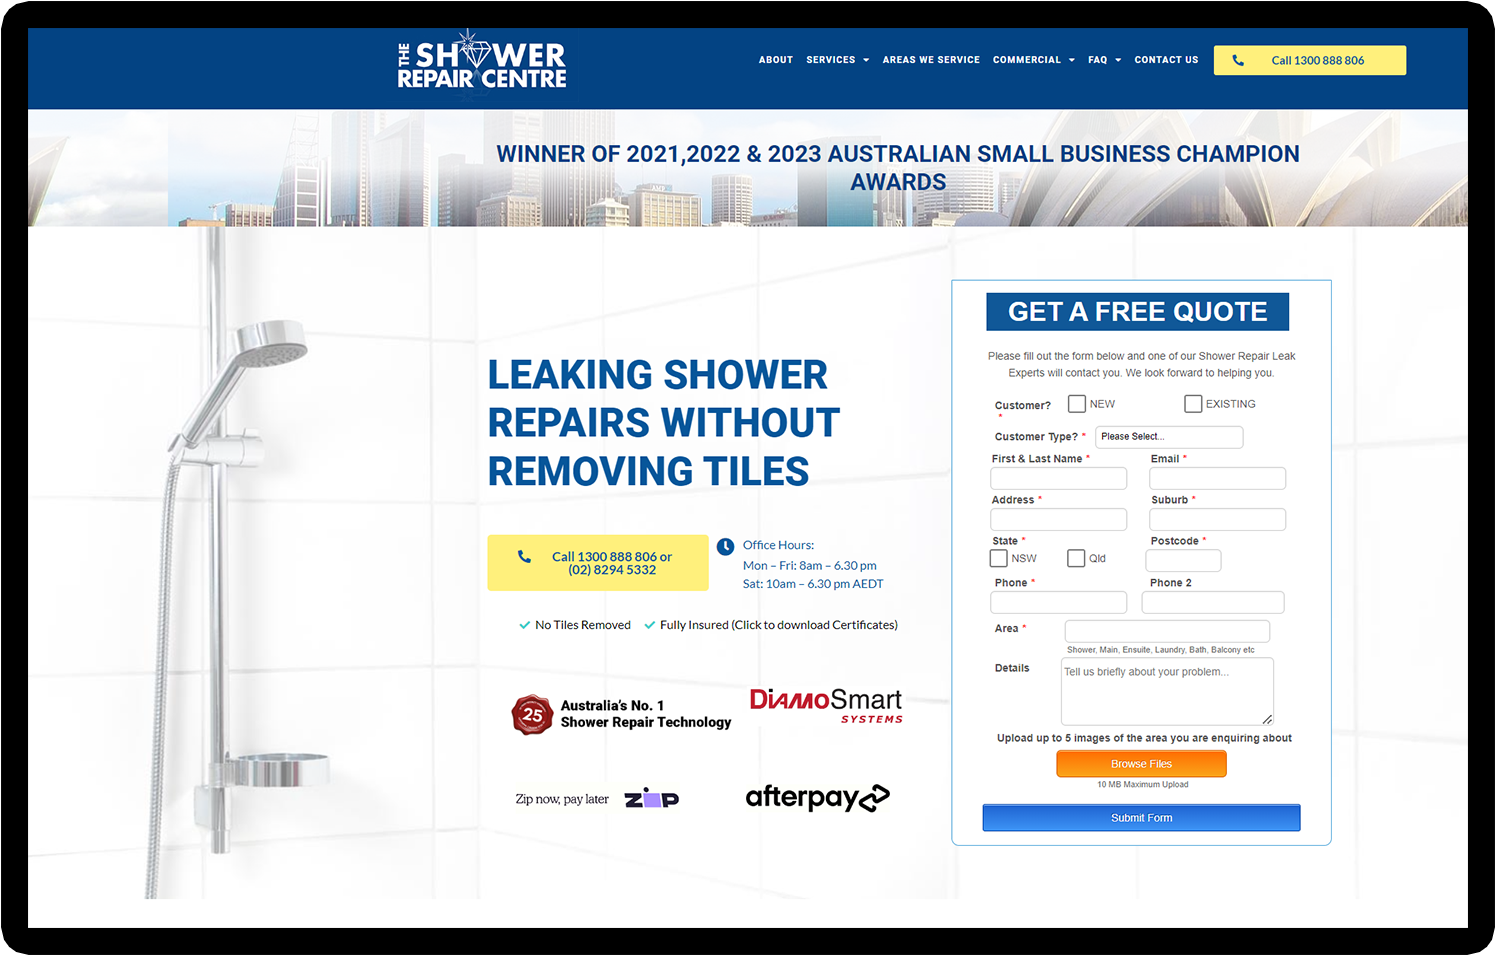 THE SHOWER
REPAIR CENTRE
ABOUT SERVICES AREAS WE SERVICE COMMERCIAL FAQ CONTACT US
Call 1300 888 806
WINNER OF 2021,2022 & 2023 AUSTRALIAN SMALL BUSINESS CHAMPION
AWARDS
LEAKING SHOWER
REPAIRS WITHOUT
REMOVING TILES
Call 1300 888 806 or
(02) 8294 5332
Office Hours:
Mon – Fri: 8am – 6.30 pm
Sat: 10am – 6.30 pm AEDT
No Tiles Removed
Fully Insured (Click to download Certificates)
25
Australia's No. 1
Shower Repair Technology
DiAMOSmart
SYSTEMS
Zip now, pay later ZIP
afterpay
GET A FREE QUOTE
Please fill out the form below and one of our Shower Repair Leak
Experts will contact you. We look forward to helping you.
Customer? NEW EXISTING
*
Customer Type? * Please Select...
First & Last Name * Email *
Address * Suburb *
State * Postcode *
NSW Qld
Phone * Phone 2
Area *
Shower, Main, Ensuite, Laundry, Bath, Balcony etc
Details
Tell us briefly about your problem...
Upload up to 5 images of the area you are enquiring about
Browse Files
10 MB Maximum Upload
Submit Form